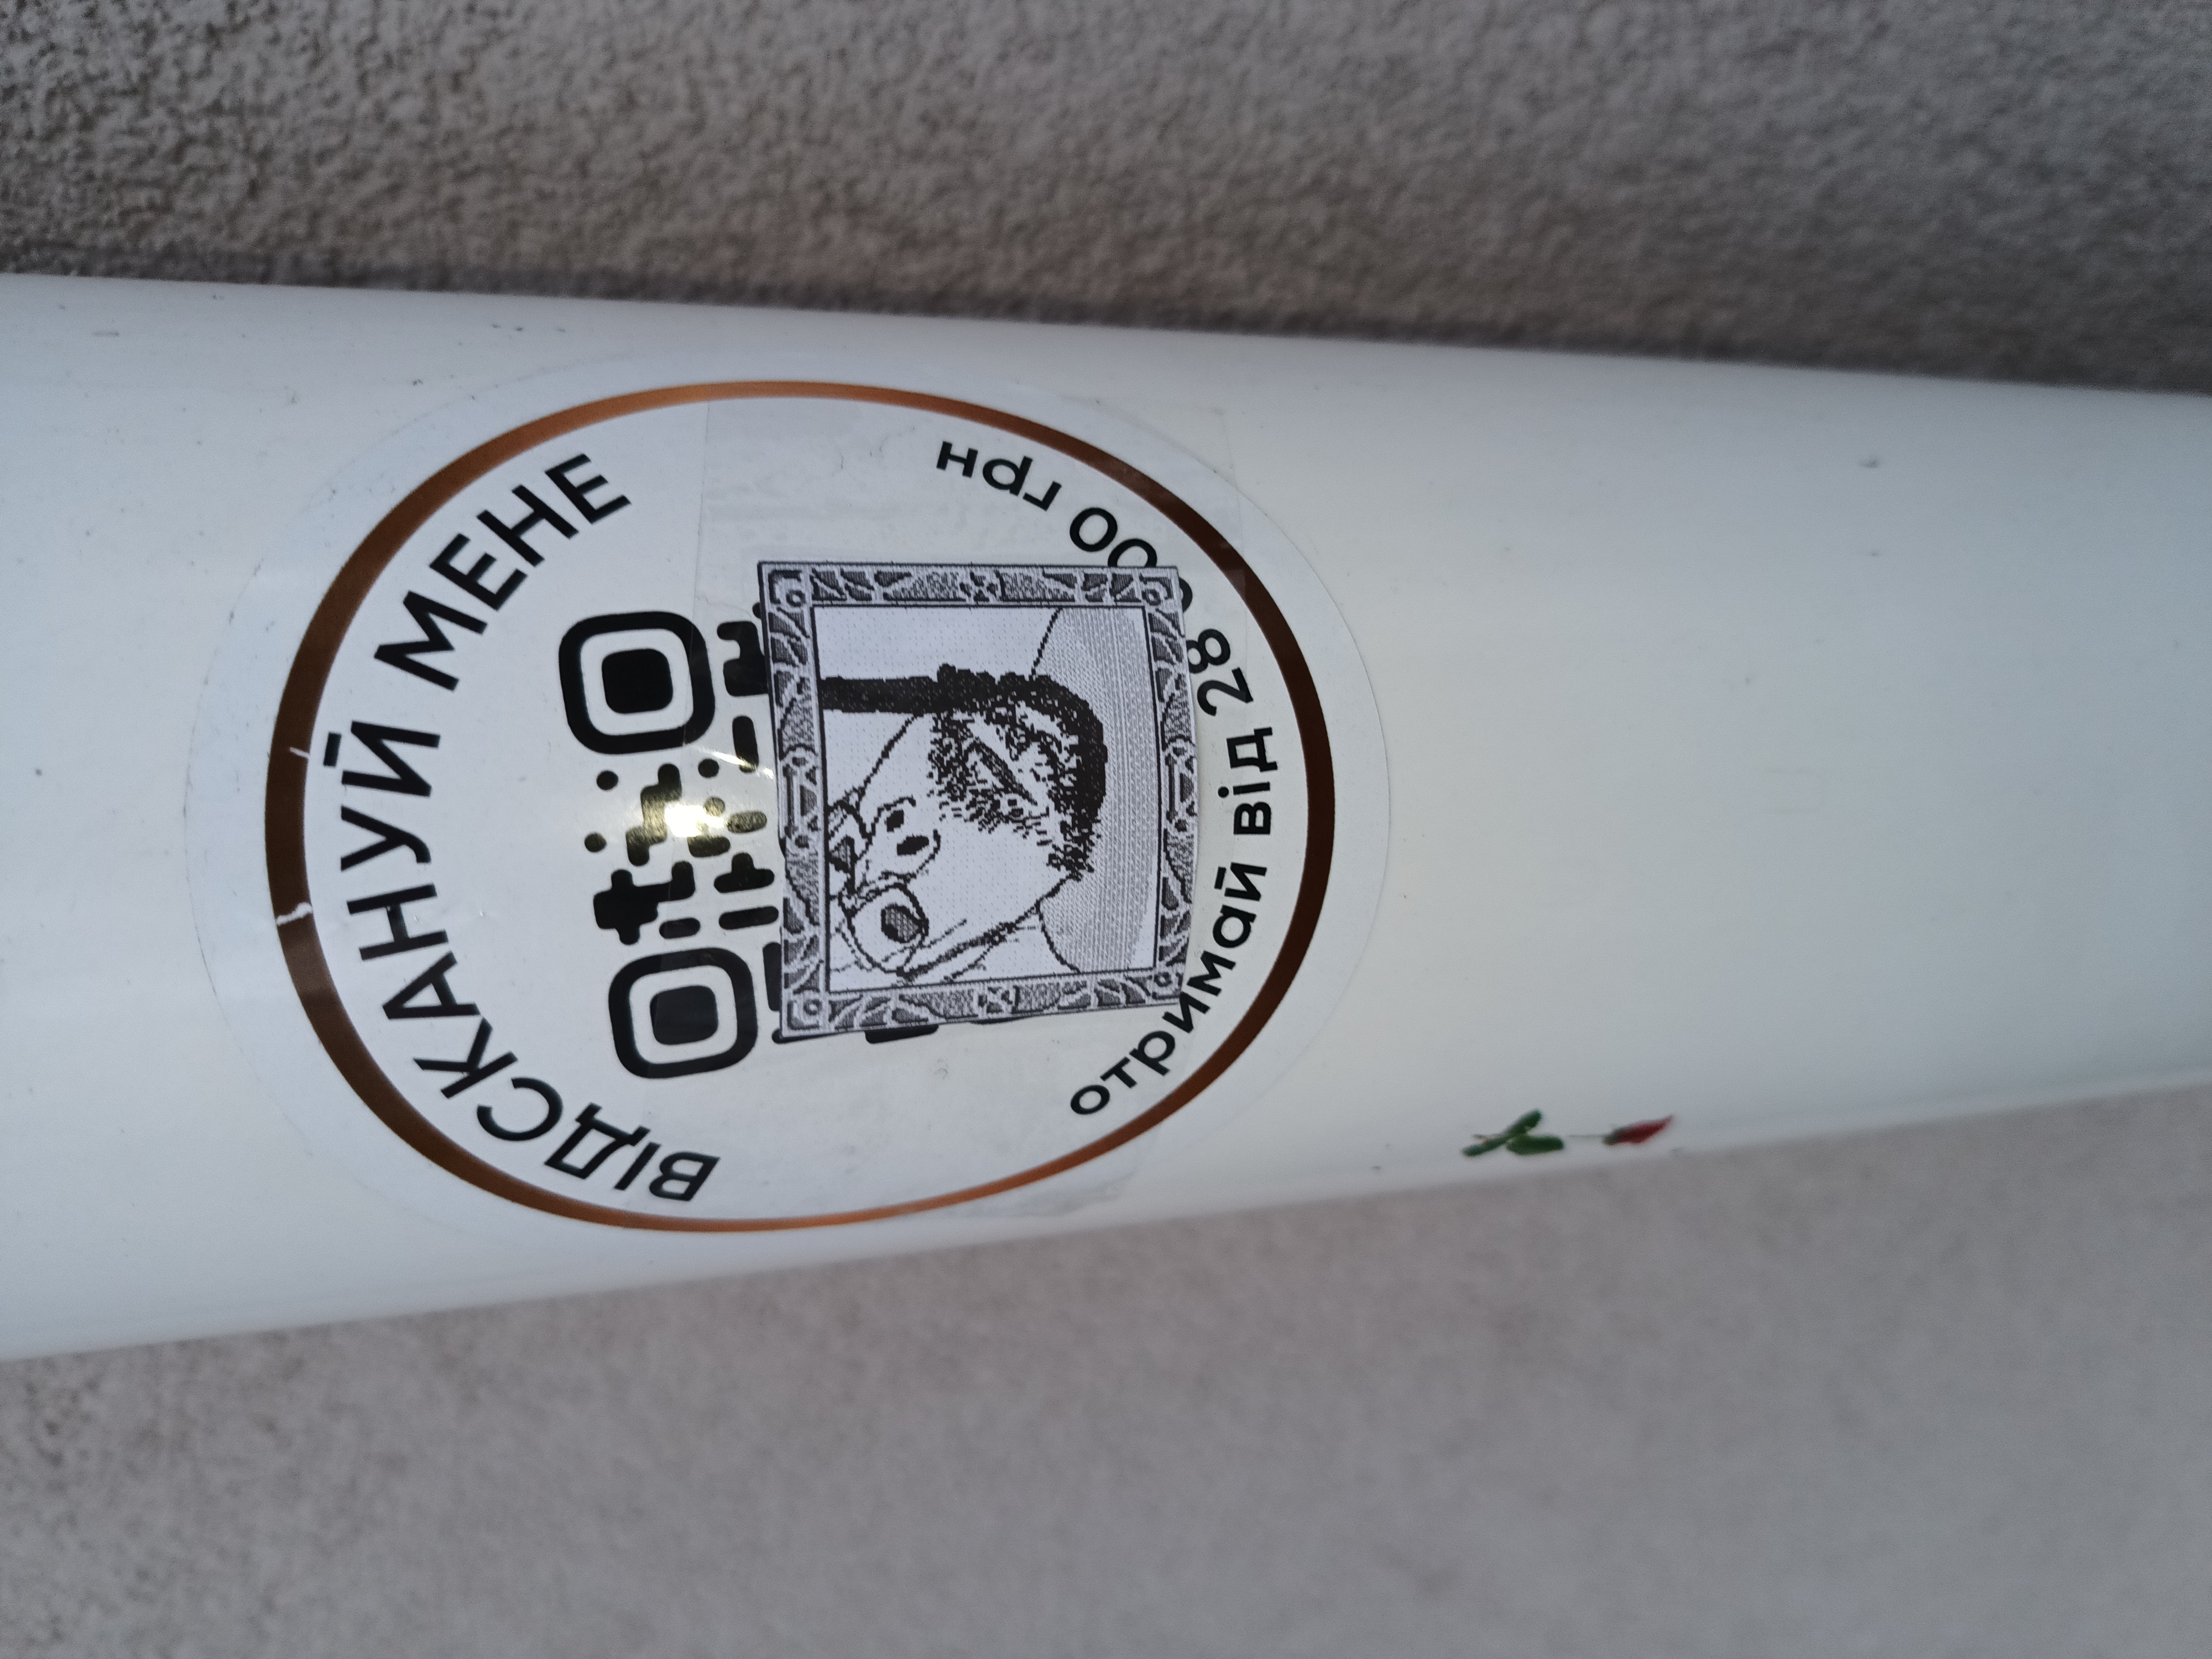 ВІДСКАНУЙ МЕНЕ
отримай від 28 000 грн